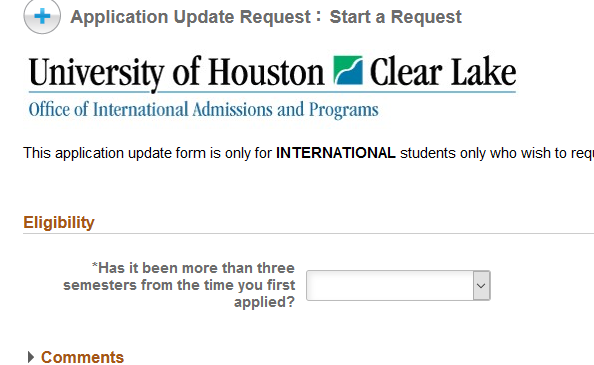 Application Update Request : Start a Request
University of Houston Clear Lake
Office of International Admissions and Programs
This application update form is only for INTERNATIONAL students only who wish to
Eligibility
*Has it been more than three
semesters from the time you first
applied?
Comments